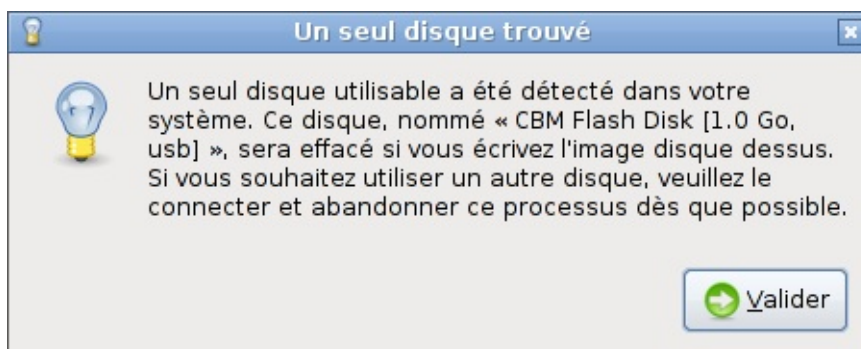 Un seul disque trouvé
Un seul disque utilisable a été détecté dans votre
système. Ce disque, nommé « CBM Flash Disk [1.0 Go,
usb] », sera effacé si vous écrivez l'image disque dessus.
Si vous souhaitez utiliser un autre disque, veuillez le
connecter et abandonner ce processus dès que possible.
Valider